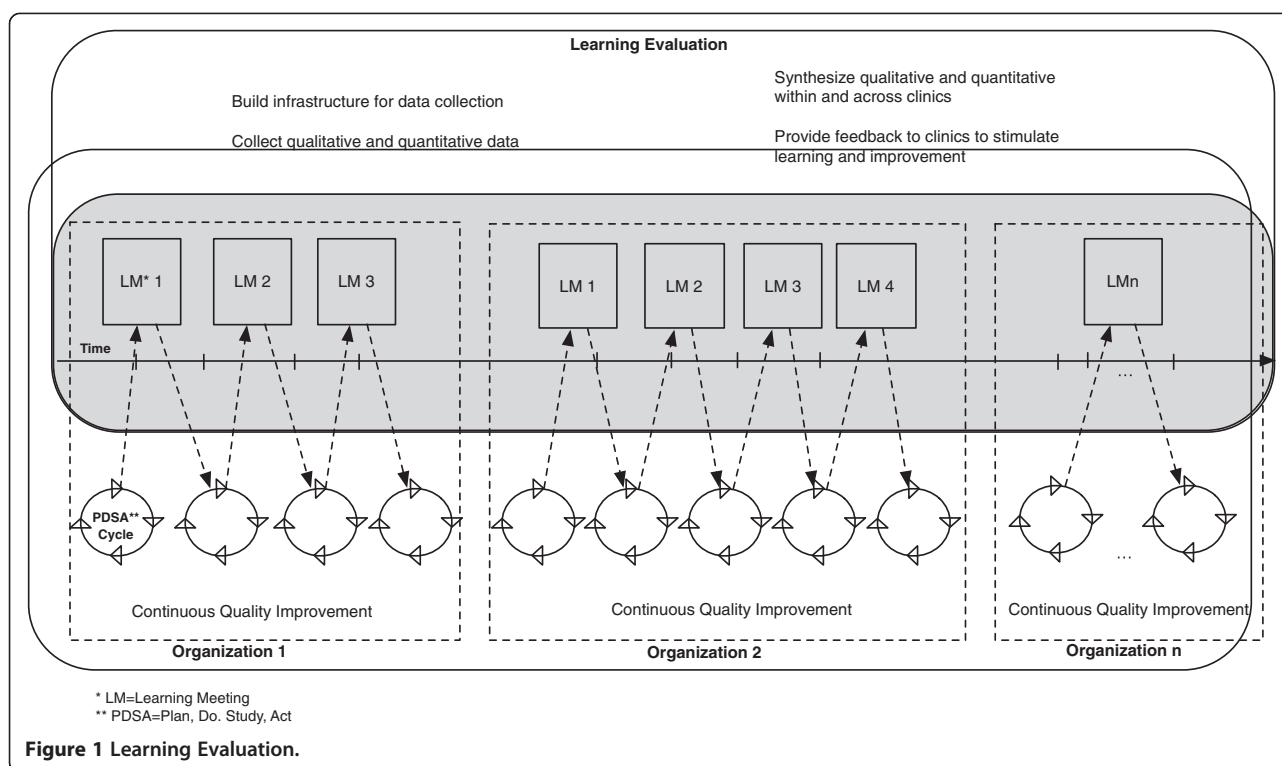 Learning Evaluation
Build infrastructure for data collection
Collect qualitative and quantitative data
Synthesize qualitative and quantitative
within and across clinics
Provide feedback to clinics to stimulate
learning and improvement
LM* 1
LM 2
LM 3
LM 1
LM 2
LM 3
LM 4
LMn
Time
...
PDSA**
Cycle
...
Continuous Quality Improvement
Continuous Quality Improvement
Continuous Quality Improvement
Organization 1
Organization 2
Organization n
* LM=Learning Meeting
** PDSA=Plan, Do. Study, Act
Figure 1 Learning Evaluation.